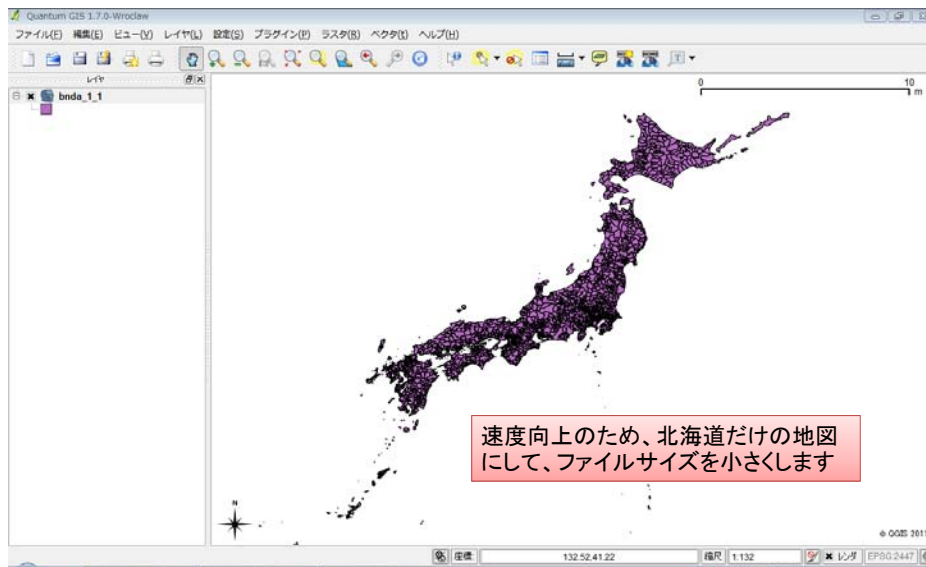 Quantum GIS 1.7.0-Wroclaw
ファイル(F) 編集(E) ビュー(V) レイヤ(L) 設定(S) プラグイン(P) ラスタ(R) ベクタ(t) ヘルプ(H)
レイヤ
bnda_1_1
0 10
m
速度向上のため、北海道だけの地図
にして、ファイルサイズを小さくします
N
© QGIS 2011
座標: 132.52,41.22 縮尺 1:132 レンダ EPSG:2447